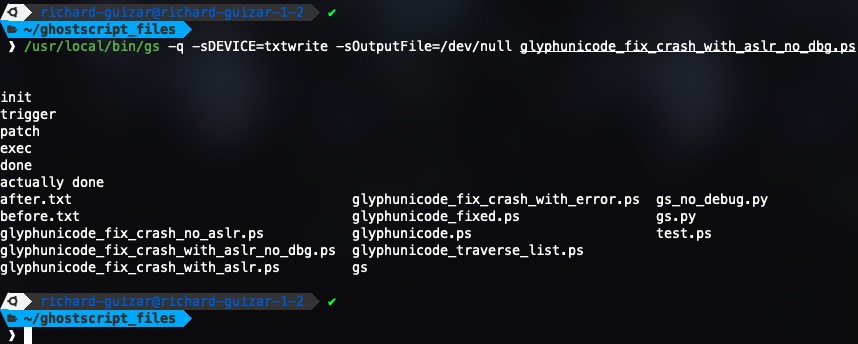 richard-guizar@richard-guizar-1-2 ✔
~/ghostscript_files
❯ /usr/local/bin/gs -q -sDEVICE=txtwrite -sOutputFile=/dev/null glyphunicode_fix_crash_with_aslr_no_dbg.ps
init
trigger
patch
exec
done
actually done
after.txt glyphunicode_fix_crash_with_error.ps gs_no_debug.py
before.txt glyphunicode_fixed.ps gs.py
glyphunicode_fix_crash_no_aslr.ps glyphunicode.ps test.ps
glyphunicode_fix_crash_with_aslr_no_dbg.ps glyphunicode_traverse_list.ps
glyphunicode_fix_crash_with_aslr.ps gs
richard-guizar@richard-guizar-1-2 ✔
~/ghostscript_files
❯